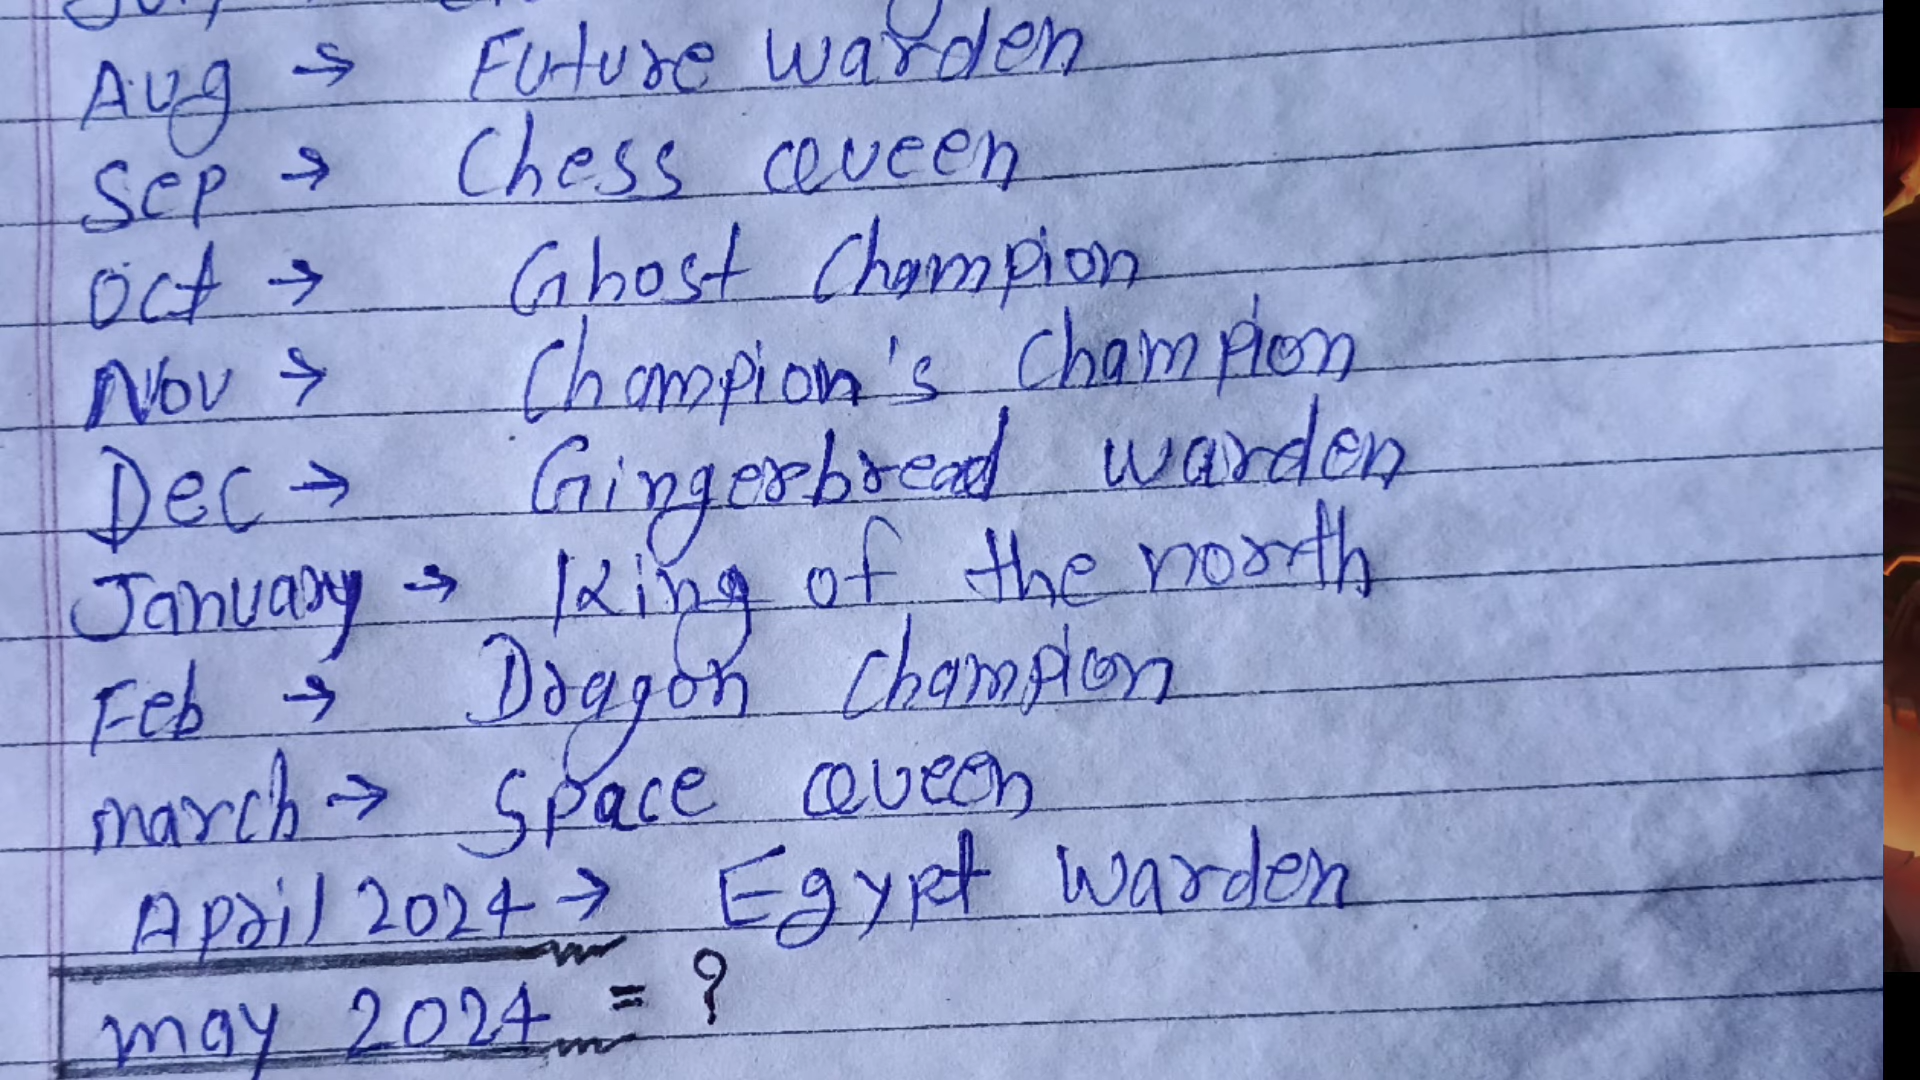 Aug → Future Warden
Sep → Chess Queen
Oct → Ghost Champion
Nov → Champion's Champion
Dec → Gingerbread Warden
January → King of the north
Feb → Dragon Champion
March → Space Queen
April 2024 → Egypt Warden
May 2024 = ?